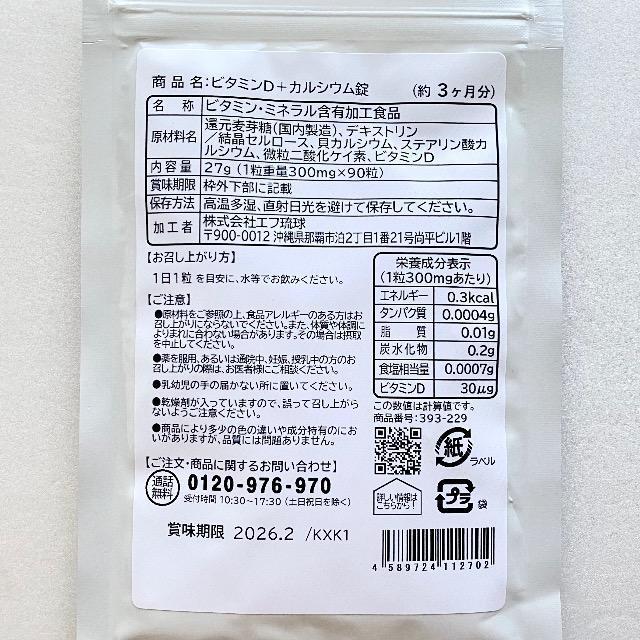 商品名:ビタミンD+カルシウム錠 (約3ヶ月分)
名称 ビタミン・ミネラル含有加工食品
原材料名 還元麦芽糖(国内製造)、デキストリン
/結晶セルロース、貝カルシウム、ステアリン酸カ
ルシウム、微粒二酸化ケイ素、ビタミンD
内容量 27g (1粒重量300mg×90粒)
賞味期限 枠外下部に記載
保存方法 高温多湿、直射日光を避けて保存してください。
加工者 株式会社エフ琉球
〒900-0012 沖縄県那覇市泊2丁目1番21号尚平ビル1階
【お召し上がり方】
1日1粒を目安に、水等でお飲みください。
【ご注意】
●原材料をご参照の上、食品アレルギーのある方はお
召し上がりにならないでください。また、体質や体調に
よりまれに合わない場合があります。その場合は摂取
を中止してください。
●薬を服用、あるいは通院中、妊娠、授乳中の方のお
召し上がりの際は、お医者様にご相談ください。
●乳幼児の手の届かない所に置いてください。
●乾燥剤が入っていますので、誤って召し上がら
ないようご注意ください。
●商品により多少の色の違いや成分特有のにお
いがありますが、品質には問題ありません。
栄養成分表示
(1粒300mgあたり)
エネルギー 0.3kcal
タンパク質 0.0004g
脂質 0.01g
炭水化物 0.2g
食塩相当量 0.0007g
ビタミンD 30μg
この数値は計算値です。
商品番号:393-229
紙 ラベル
詳しい情報は
こちらから!
プラ 袋
【ご注文・商品に関するお問い合わせ】
通話
無料 0120-976-970
受付時間 10:30~17:30 (土日祝日を除く)
賞味期限 2026.2 /KXK1
4 589724 112702